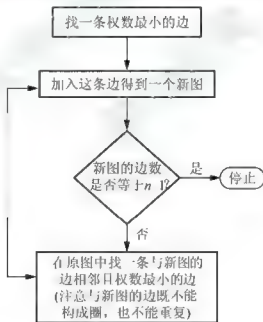 找一条权数最小的边
加入这条边得到一个新图
新图的边数
是否等于n-1?
是
停止
否
在原图中找一条与新图的
边相邻且权数最小的边
(注意与新图的边既不能
构成圈，也不能重复)